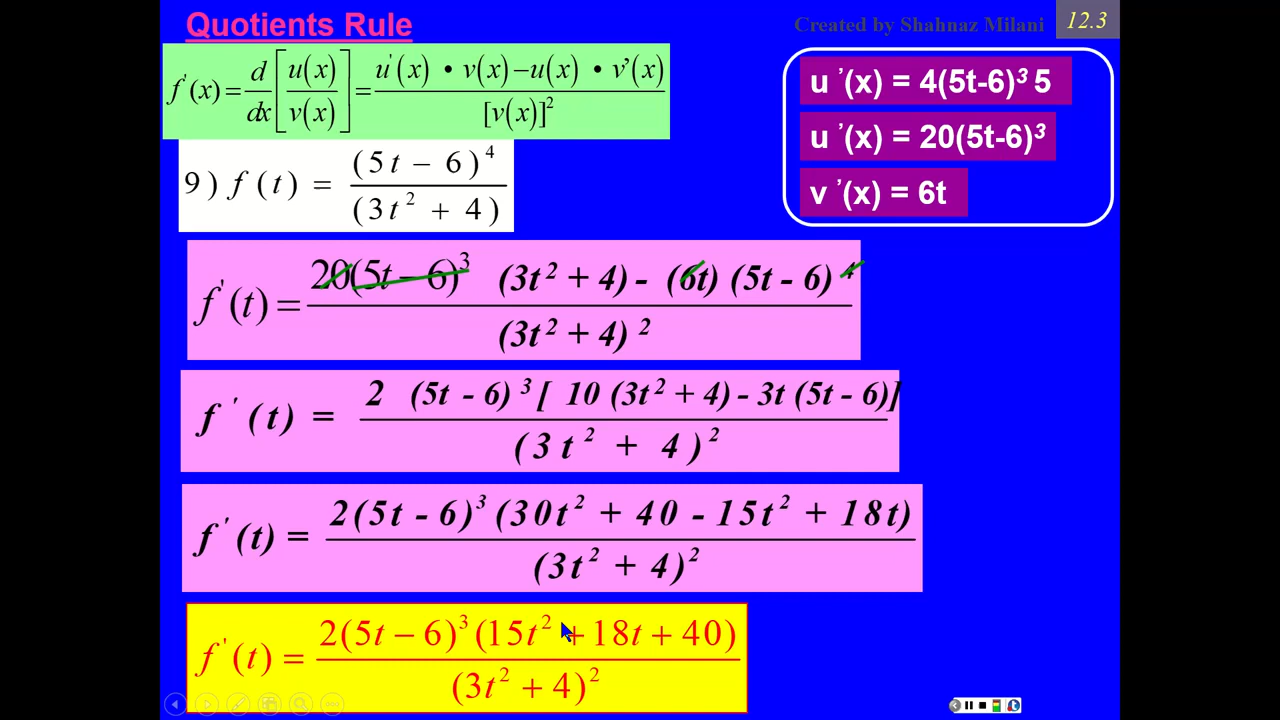 Quotients Rule
Created by Shahnaz Milani
12.3
f'(x) = d/dx [u(x)/v(x)] = u'(x) • v(x) – u(x) • v’(x) / [v(x)]²
u ’(x) = 4(5t-6)³ 5
u ’(x) = 20(5t-6)³
v ’(x) = 6t
9) f(t) = (5t − 6)⁴ / (3t² + 4)
f'(t) = 20(5t − 6)³ (3t² + 4) - (6t) (5t - 6)⁴ / (3t² + 4)²
f '(t) = 2 (5t - 6)³ [ 10 (3t² + 4) - 3t (5t - 6)] / (3t² + 4)²
f '(t) = 2(5t - 6)³ (30t² + 40 - 15t² + 18t) / (3t² + 4)²
f '(t) = 2(5t − 6)³ (15t² + 18t + 40) / (3t² + 4)²